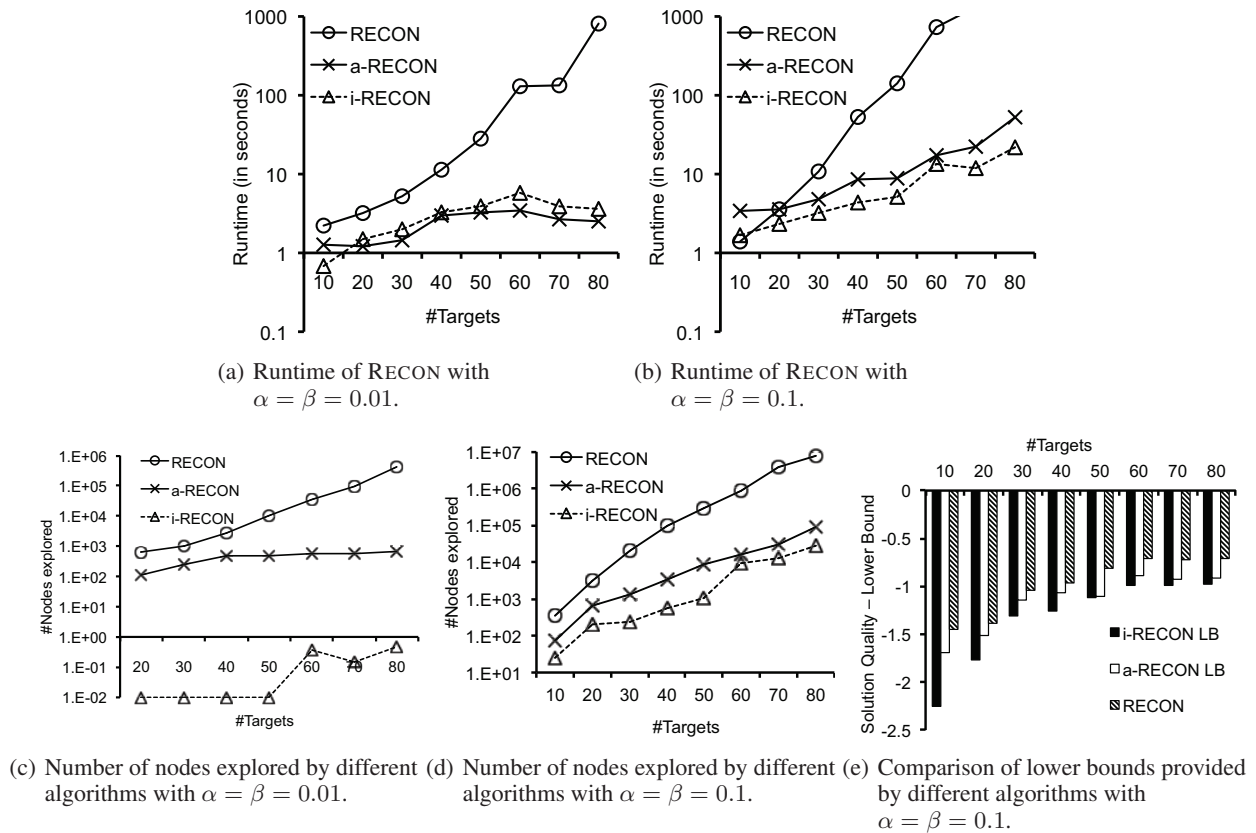 1000
100
10
1
0.1
Runtime (in seconds)
RECON
a-RECON
i-RECON
10 20 30 40 50 60 70 80
#Targets
(a) Runtime of RECON with
α = β = 0.01.
1000
100
10
1
0.1
Runtime (in seconds)
RECON
a-RECON
i-RECON
10 20 30 40 50 60 70 80
#Targets
(b) Runtime of RECON with
α = β = 0.1.
1.E+06
1.E+05
1.E+04
1.E+03
1.E+02
1.E+01
1.E+00
1.E-01
1.E-02
#Nodes explored
RECON
a-RECON
i-RECON
20 30 40 50 60 70 80
#Targets
(c) Number of nodes explored by different
algorithms with α = β = 0.01.
1.E+07
1.E+06
1.E+05
1.E+04
1.E+03
1.E+02
1.E+01
#Nodes explored
RECON
a-RECON
i-RECON
10 20 30 40 50 60 70 80
#Targets
(d) Number of nodes explored by different
algorithms with α = β = 0.1.
#Targets
10 20 30 40 50 60 70 80
0
-0.5
-1
-1.5
-2
-2.5
Solution Quality – Lower Bound
i-RECON LB
a-RECON LB
RECON
(e) Comparison of lower bounds provided
by different algorithms with
α = β = 0.1.